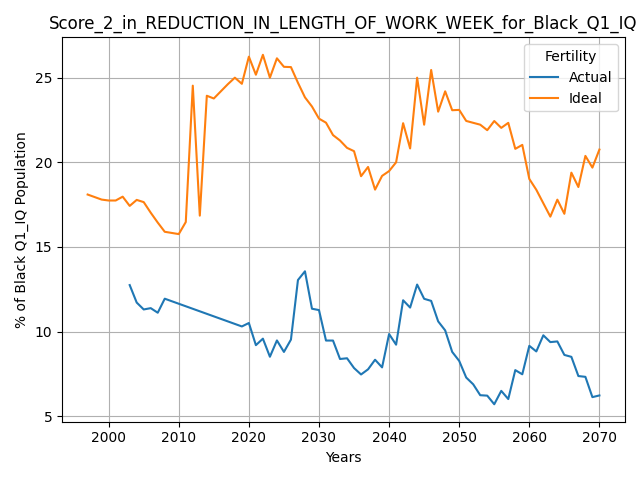 Score_2_in_REDUCTION_IN_LENGTH_OF_WORK_WEEK_for_Black_Q1_IQ
Fertility
Actual
Ideal
% of Black Q1_IQ Population
25
20
15
10
5
2000 2010 2020 2030 2040 2050 2060 2070
Years